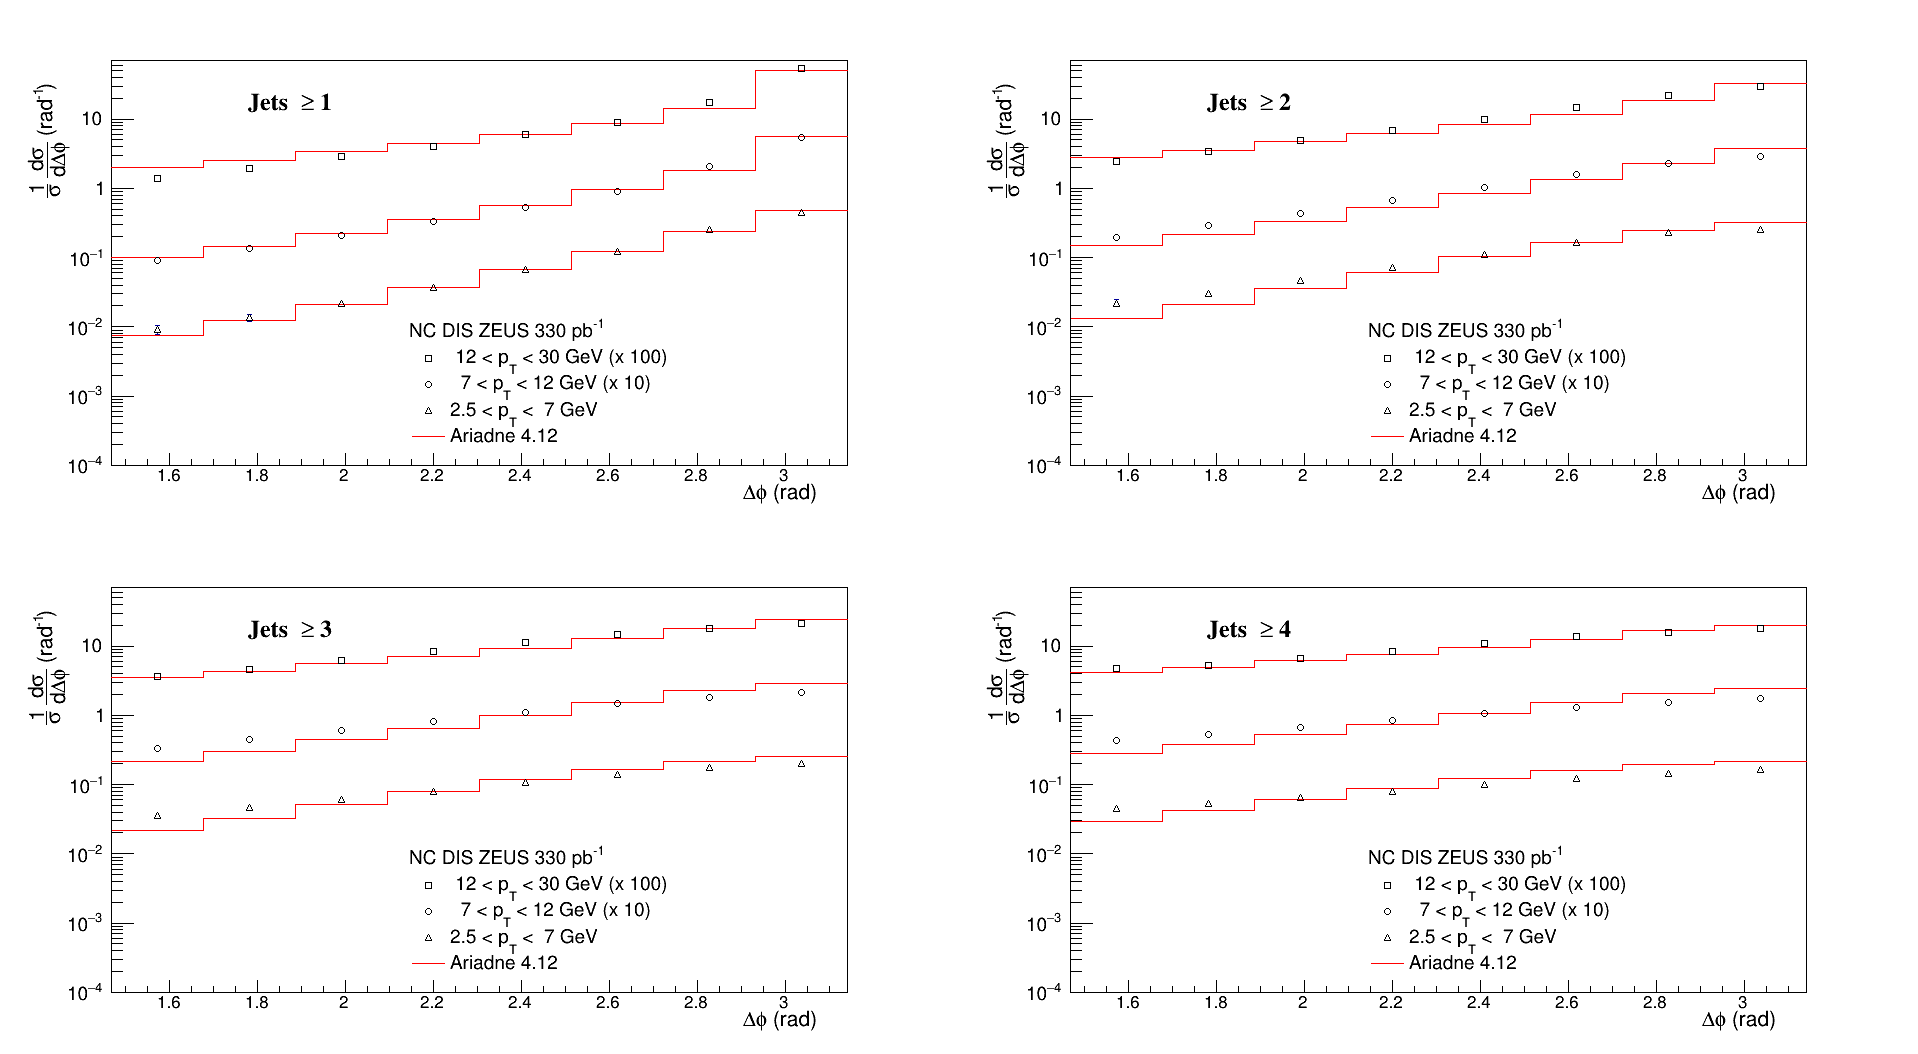 Jets ≥ 1
1/σ dσ/dΔϕ (rad⁻¹)
10
1
10⁻¹
10⁻²
10⁻³
10⁻⁴
NC DIS ZEUS 330 pb⁻¹
12 < p_T < 30 GeV (x 100)
7 < p_T < 12 GeV (x 10)
2.5 < p_T < 7 GeV
Ariadne 4.12
1.6 1.8 2 2.2 2.4 2.6 2.8 3
Δϕ (rad)
Jets ≥ 2
1/σ dσ/dΔϕ (rad⁻¹)
10
1
10⁻¹
10⁻²
10⁻³
10⁻⁴
NC DIS ZEUS 330 pb⁻¹
12 < p_T < 30 GeV (x 100)
7 < p_T < 12 GeV (x 10)
2.5 < p_T < 7 GeV
Ariadne 4.12
1.6 1.8 2 2.2 2.4 2.6 2.8 3
Δϕ (rad)
Jets ≥ 3
1/σ dσ/dΔϕ (rad⁻¹)
10
1
10⁻¹
10⁻²
10⁻³
10⁻⁴
NC DIS ZEUS 330 pb⁻¹
12 < p_T < 30 GeV (x 100)
7 < p_T < 12 GeV (x 10)
2.5 < p_T < 7 GeV
Ariadne 4.12
1.6 1.8 2 2.2 2.4 2.6 2.8 3
Δϕ (rad)
Jets ≥ 4
1/σ dσ/dΔϕ (rad⁻¹)
10
1
10⁻¹
10⁻²
10⁻³
10⁻⁴
NC DIS ZEUS 330 pb⁻¹
12 < p_T < 30 GeV (x 100)
7 < p_T < 12 GeV (x 10)
2.5 < p_T < 7 GeV
Ariadne 4.12
1.6 1.8 2 2.2 2.4 2.6 2.8 3
Δϕ (rad)